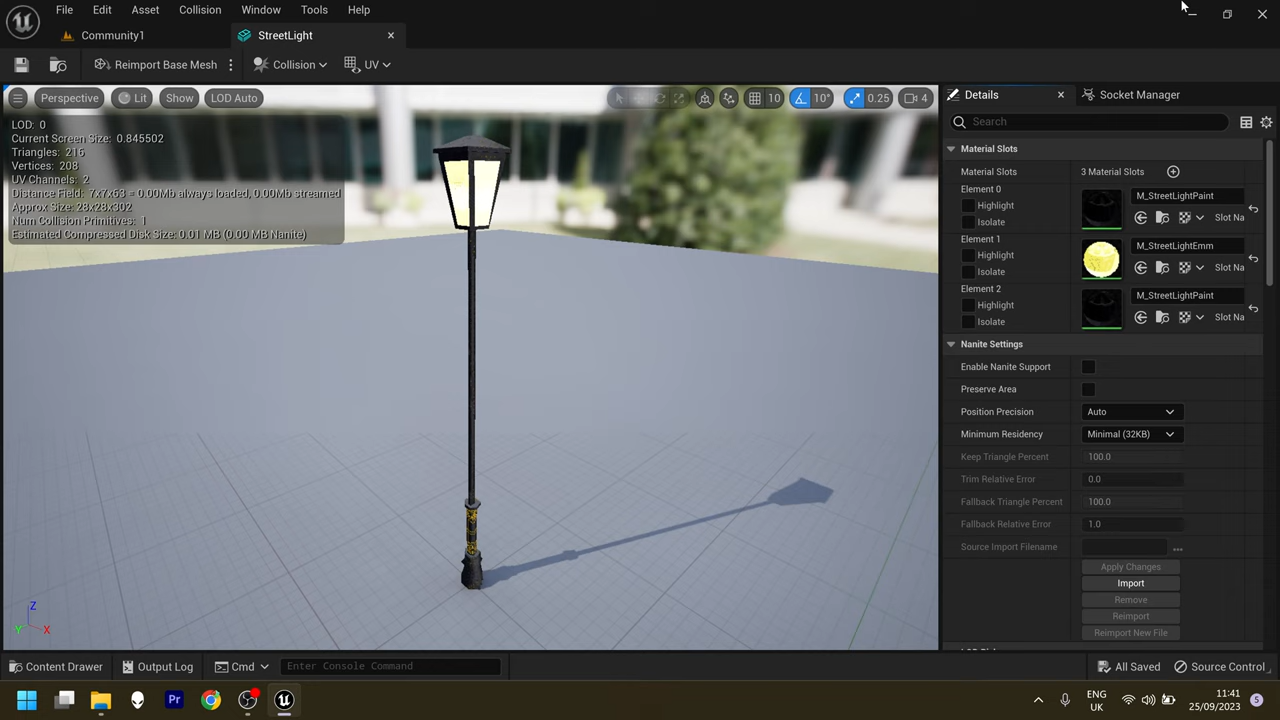 File Edit Asset Collision Window Tools Help
Community1 StreetLight
Reimport Base Mesh Collision UV
Perspective Lit Show LOD Auto 10 10° 0.25 4
LOD: 0
Current Screen Size: 0.845502
Triangles: 216
Vertices: 208
UV Channels: 2
Distance Field: 7x7x63 = 0.00Mb always loaded, 0.00Mb streamed
Approx Size: 28x28x302
Num Collision Primitives: 1
Estimated Compressed Disk Size: 0.01 MB (0.00 MB Nanite)
Z
Y X
Details Socket Manager
Search
Material Slots
Material Slots 3 Material Slots
Element 0 M_StreetLightPaint
Highlight
Isolate Slot Na
Element 1 M_StreetLightEmm
Highlight
Isolate Slot Na
Element 2 M_StreetLightPaint
Highlight
Isolate Slot Na
Nanite Settings
Enable Nanite Support
Preserve Area
Position Precision Auto
Minimum Residency Minimal (32KB)
Keep Triangle Percent 100.0
Trim Relative Error 0.0
Fallback Triangle Percent 100.0
Fallback Relative Error 1.0
Source Import Filename ...
Apply Changes
Import
Remove
Reimport
Reimport New File
Content Drawer Output Log Cmd Enter Console Command All Saved Source Control
Pr ENG 11:41
UK 25/09/2023 5